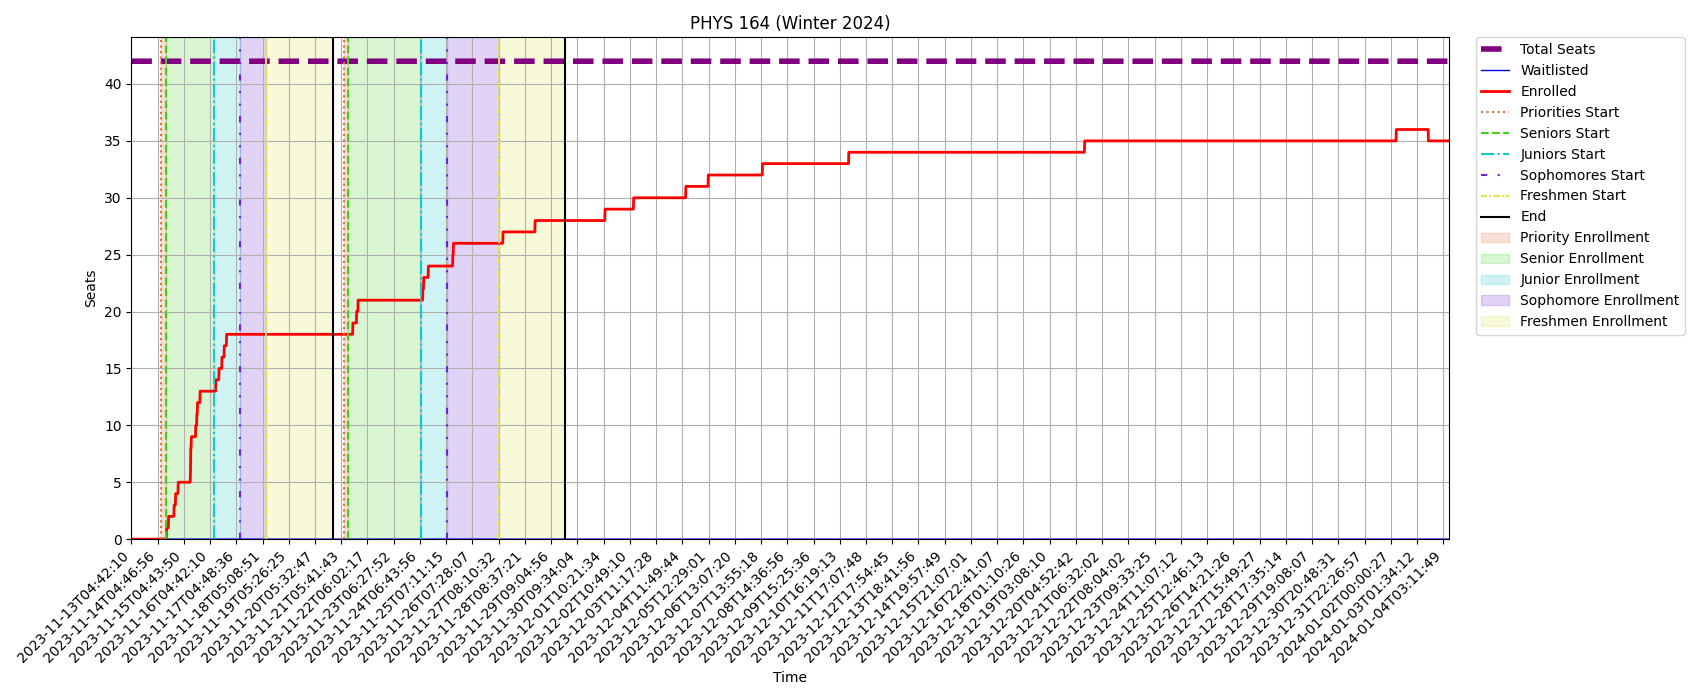 PHYS 164 (Winter 2024)
Seats
40
35
30
25
20
15
10
5
0
2023-11-13T04:42:10
2023-11-14T04:46:56
2023-11-15T04:43:50
2023-11-16T04:42:10
2023-11-17T04:48:36
2023-11-18T05:08:51
2023-11-19T05:26:23
2023-11-20T05:32:47
2023-11-21T05:41:43
2023-11-22T06:02:17
2023-11-23T06:27:52
2023-11-24T06:43:56
2023-11-26T07:11:15
2023-11-27T07:28:07
2023-11-27T08:10:32
2023-11-28T08:37:21
2023-11-29T09:04:56
2023-11-30T09:34:04
2023-12-01T10:21:34
2023-12-02T10:49:10
2023-12-03T11:17:28
2023-12-04T11:49:44
2023-12-05T12:29:01
2023-12-06T13:07:20
2023-12-07T13:55:18
2023-12-08T14:36:56
2023-12-09T15:25:36
2023-12-10T16:19:13
2023-12-11T17:07:48
2023-12-12T17:54:45
2023-12-13T18:41:56
2023-12-14T19:57:49
2023-12-15T21:07:01
2023-12-16T22:41:07
2023-12-18T01:10:26
2023-12-19T03:08:10
2023-12-20T04:52:42
2023-12-21T06:32:02
2023-12-22T08:04:02
2023-12-23T09:33:25
2023-12-24T11:07:12
2023-12-25T12:46:13
2023-12-26T14:21:26
2023-12-27T15:49:27
2023-12-28T17:35:14
2023-12-29T19:08:07
2023-12-30T20:48:31
2023-12-31T22:26:57
2024-01-02T00:00:27
2024-01-03T01:34:12
2024-01-04T03:11:49
Time
Total Seats
Waitlisted
Enrolled
Priorities Start
Seniors Start
Juniors Start
Sophomores Start
Freshmen Start
End
Priority Enrollment
Senior Enrollment
Junior Enrollment
Sophomore Enrollment
Freshmen Enrollment